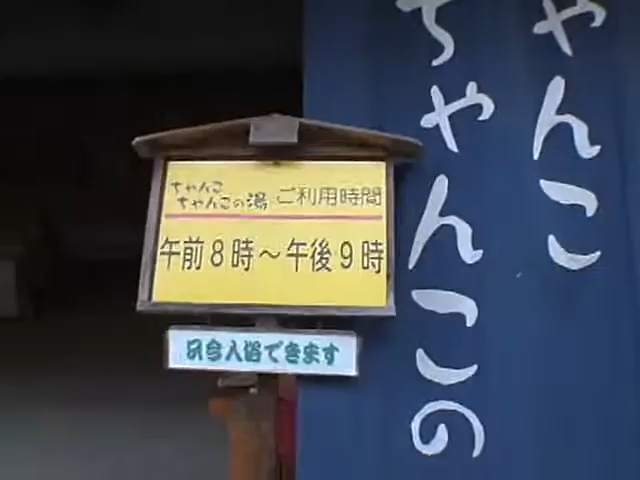 ちゃんこ
ちゃんこの湯 ご利用時間
午前8時～午後9時
只今入浴できます
ゃんこ
ちゃんこの